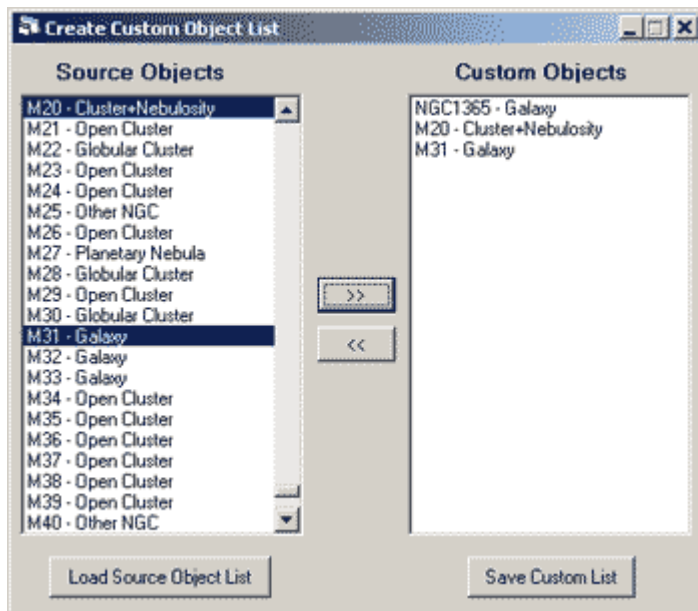 Create Custom Object List
Source Objects
M20 - Cluster+Nebulosity
M21 - Open Cluster
M22 - Globular Cluster
M23 - Open Cluster
M24 - Open Cluster
M25 - Other NGC
M26 - Open Cluster
M27 - Planetary Nebula
M28 - Globular Cluster
M29 - Open Cluster
M30 - Globular Cluster
M31 - Galaxy
M32 - Galaxy
M33 - Galaxy
M34 - Open Cluster
M35 - Open Cluster
M36 - Open Cluster
M37 - Open Cluster
M38 - Open Cluster
M39 - Open Cluster
M40 - Other NGC
Load Source Object List
>>
<<
Custom Objects
NGC1365 - Galaxy
M20 - Cluster+Nebulosity
M31 - Galaxy
Save Custom List